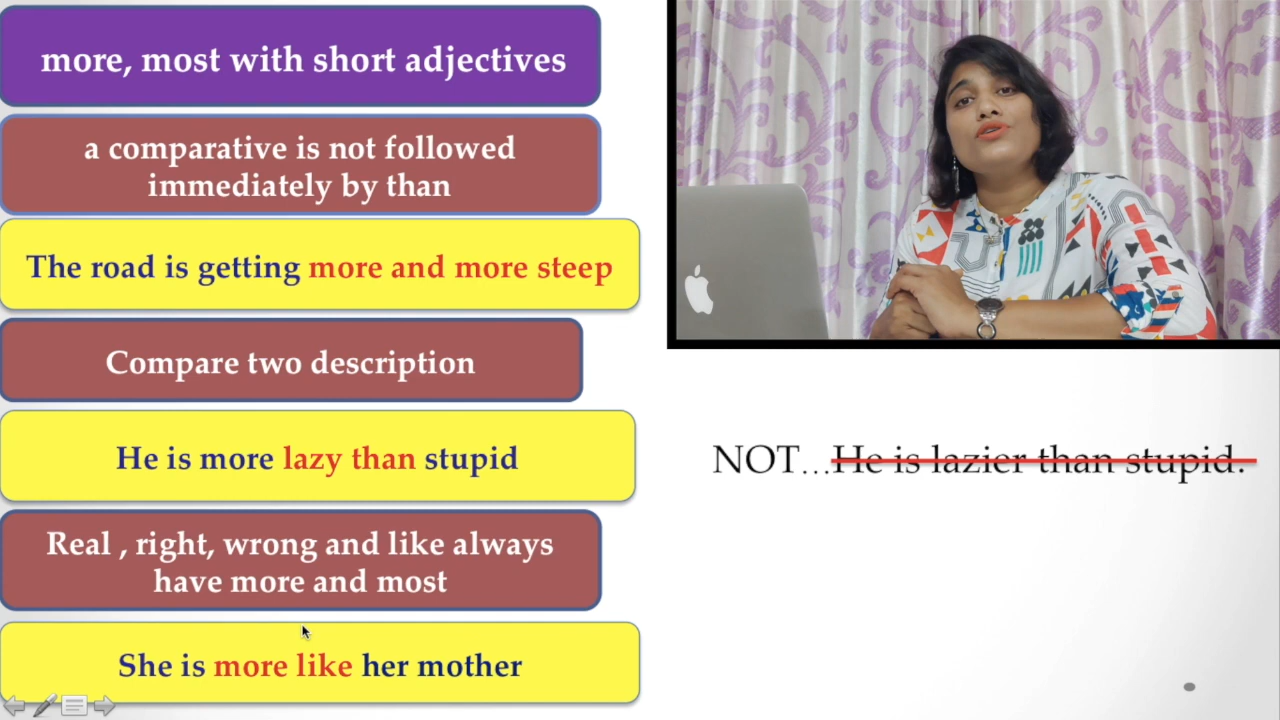 more, most with short adjectives
a comparative is not followed
immediately by than
The road is getting more and more steep
Compare two description
He is more lazy than stupid
NOT...He is lazier than stupid.
Real , right, wrong and like always
have more and most
She is more like her mother